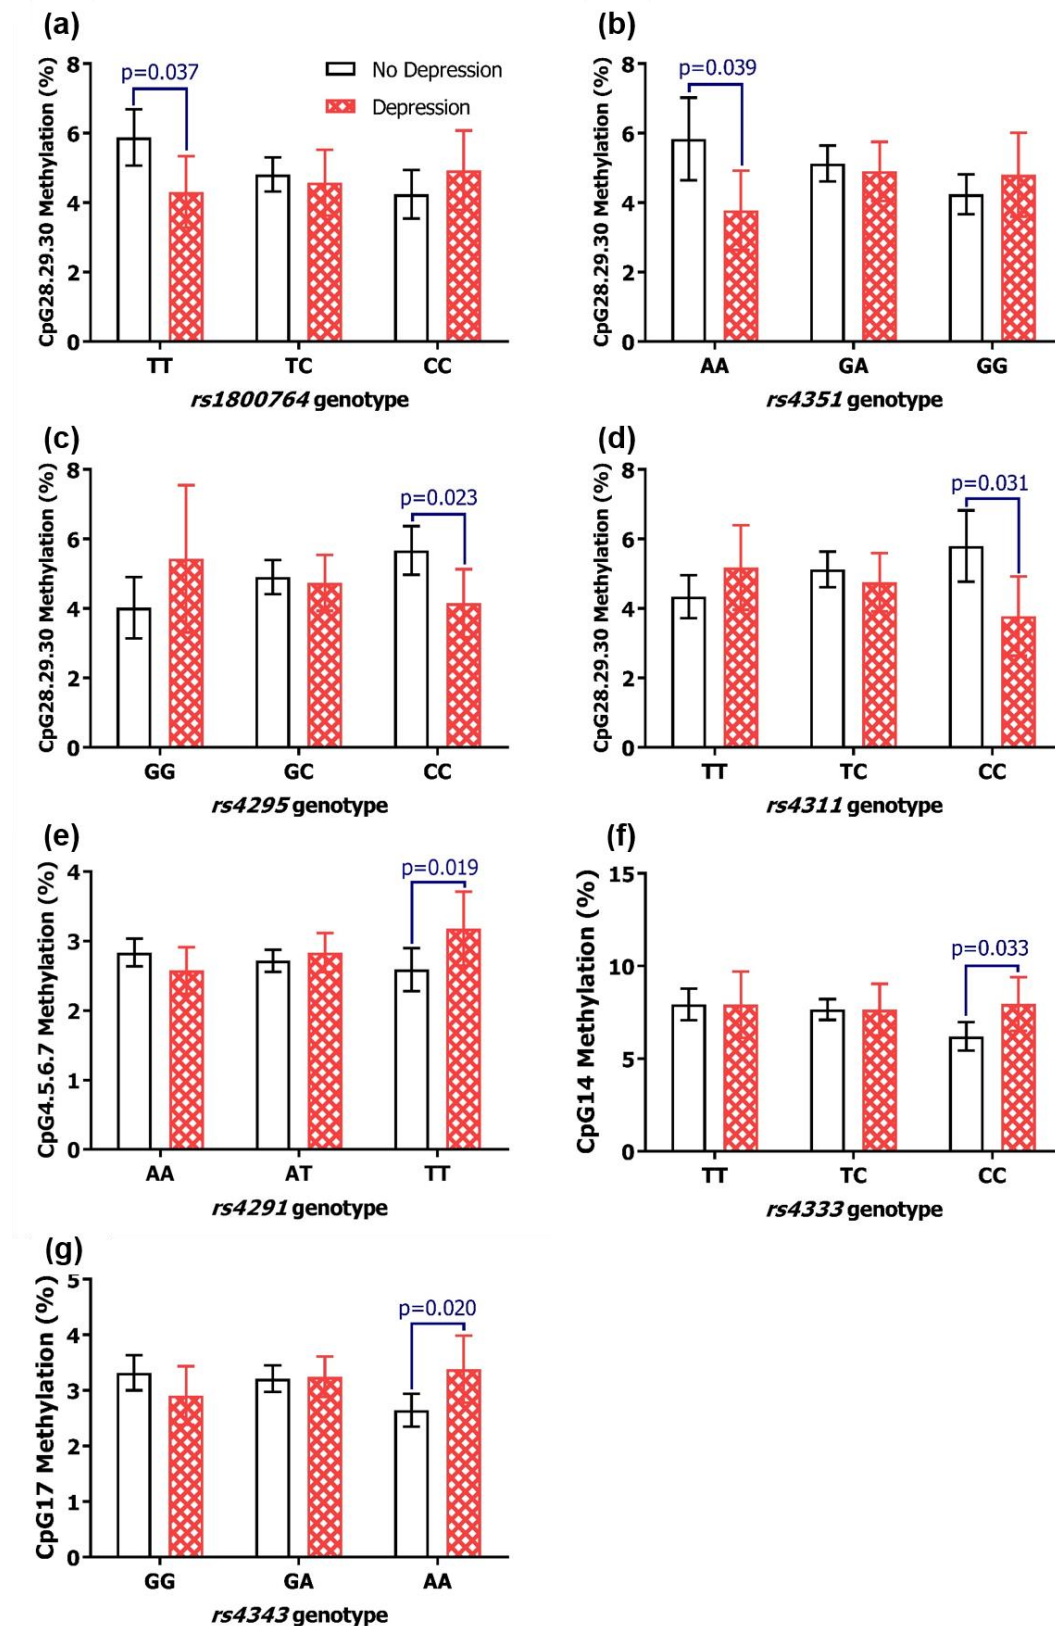 (a)
CpG28.29.30 Methylation (%)
8
6
4
2
0
p=0.037
No Depression
Depression
TT TC CC
rs1800764 genotype
(b)
CpG28.29.30 Methylation (%)
8
6
4
2
0
p=0.039
AA GA GG
rs4351 genotype
(c)
CpG28.29.30 Methylation (%)
8
6
4
2
0
p=0.023
GG GC CC
rs4295 genotype
(d)
CpG28.29.30 Methylation (%)
8
6
4
2
0
p=0.031
TT TC CC
rs4311 genotype
(e)
CpG4.5.6.7 Methylation (%)
4
3
2
1
0
p=0.019
AA AT TT
rs4291 genotype
(f)
CpG14 Methylation (%)
15
10
5
0
p=0.033
TT TC CC
rs4333 genotype
(g)
CpG17 Methylation (%)
5
4
3
2
1
0
p=0.020
GG GA AA
rs4343 genotype